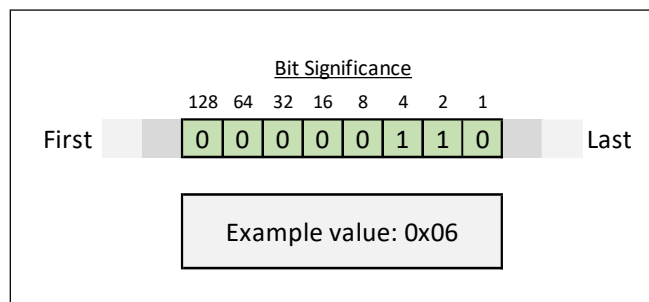 Bit Significance
128 64 32 16 8 4 2 1
First 0 0 0 0 0 1 1 0 Last
Example value: 0x06